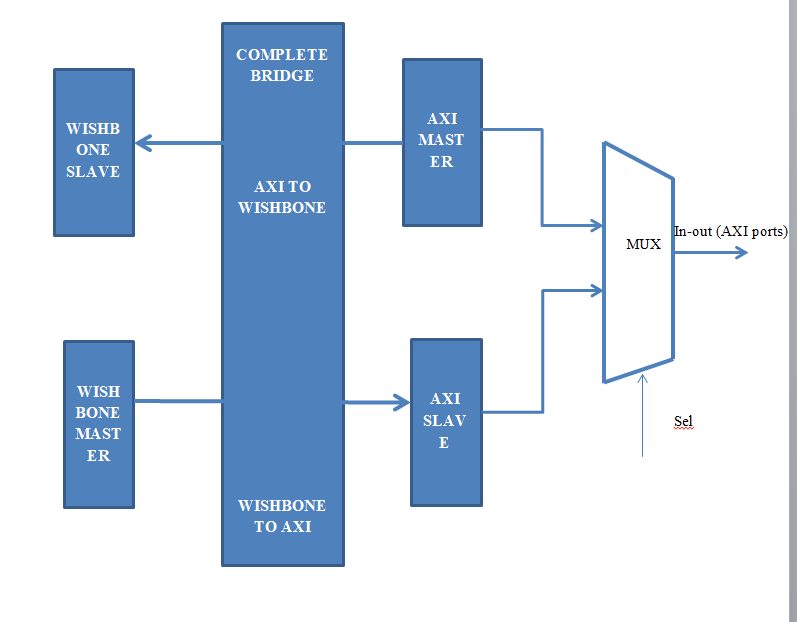 COMPLETE
BRIDGE
WISHB
ONE
SLAVE
AXI TO
WISHBONE
AXI
MAST
ER
MUX
In-out (AXI ports)
WISH
BONE
MAST
ER
AXI
SLAV
E
Sel
WISHBONE
TO AXI